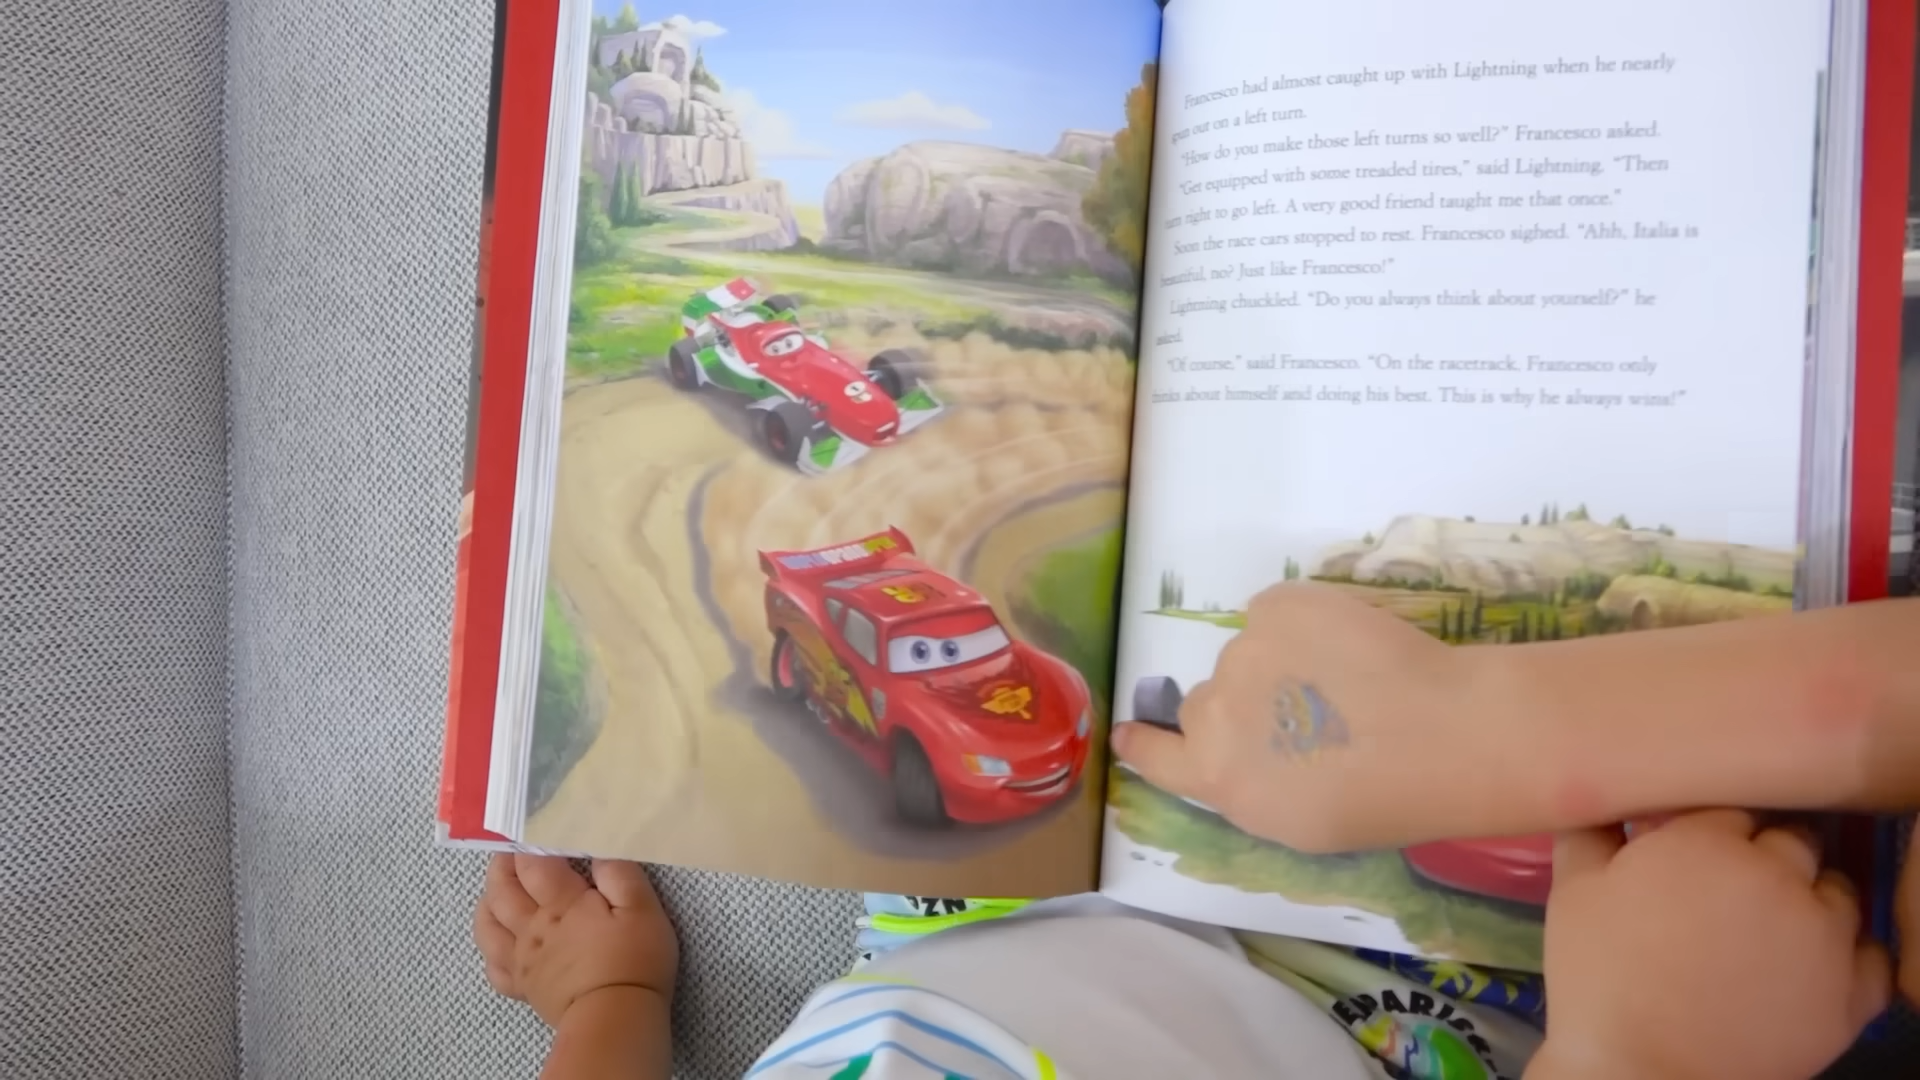 Francesco had almost caught up with Lightning when he nearly
spun out on a left turn.
"How do you make those left turns so well?" Francesco asked.
"Get equipped with some treaded tires," said Lightning. "Then
turn right to go left. A very good friend taught me that once."
Soon the race cars stopped to rest. Francesco sighed. "Ahh, Italia is
beautiful, no? Just like Francesco!"
Lightning chuckled. "Do you always think about yourself?" he
asked.
"Of course," said Francesco. "On the racetrack, Francesco only
thinks about himself and doing his best. This is why he always wins!"